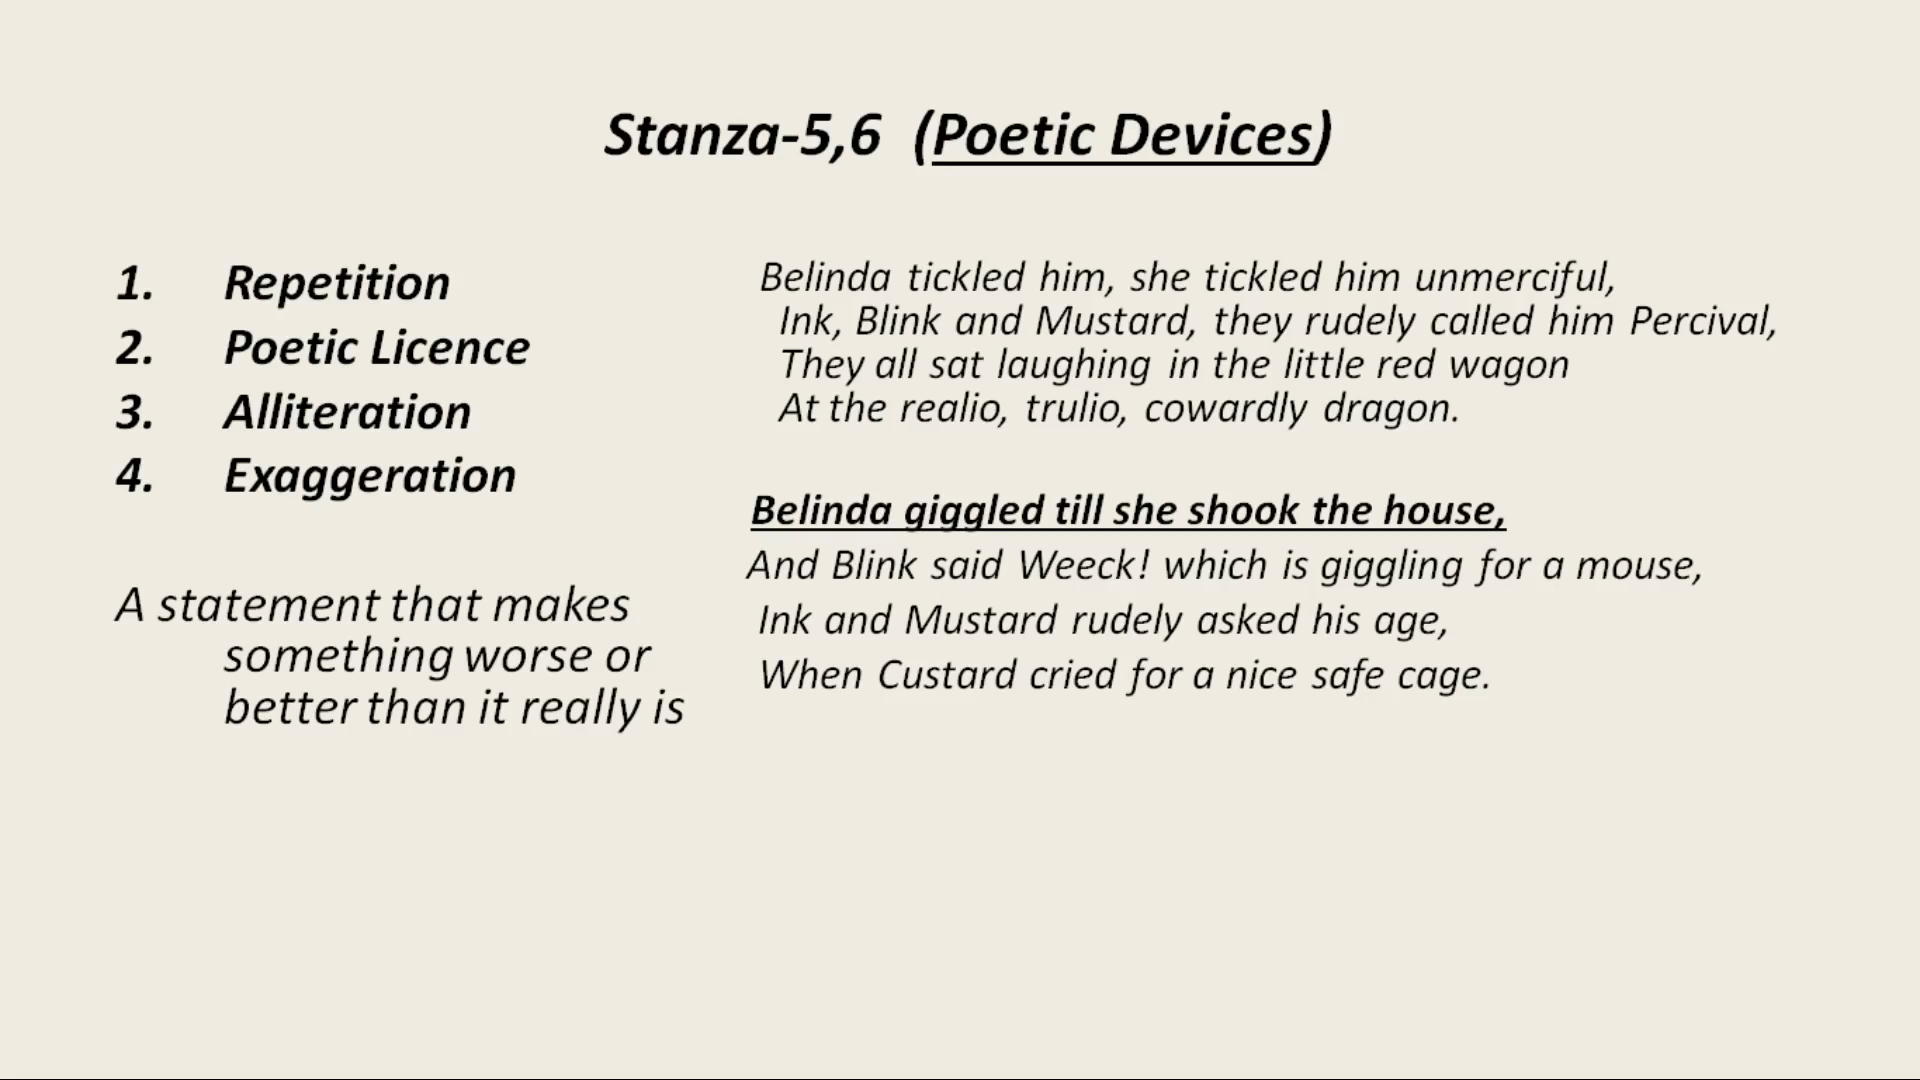 Stanza-5,6 (Poetic Devices)
1. Repetition
2. Poetic Licence
3. Alliteration
4. Exaggeration
A statement that makes
something worse or
better than it really is
Belinda tickled him, she tickled him unmerciful,
Ink, Blink and Mustard, they rudely called him Percival,
They all sat laughing in the little red wagon
At the realio, trulio, cowardly dragon.
Belinda giggled till she shook the house,
And Blink said Weeck! which is giggling for a mouse,
Ink and Mustard rudely asked his age,
When Custard cried for a nice safe cage.